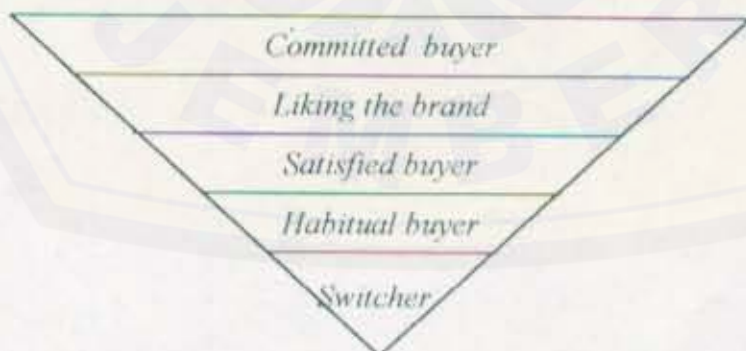 Committed buyer
Liking the brand
Satisfied buyer
Habitual buyer
Switcher